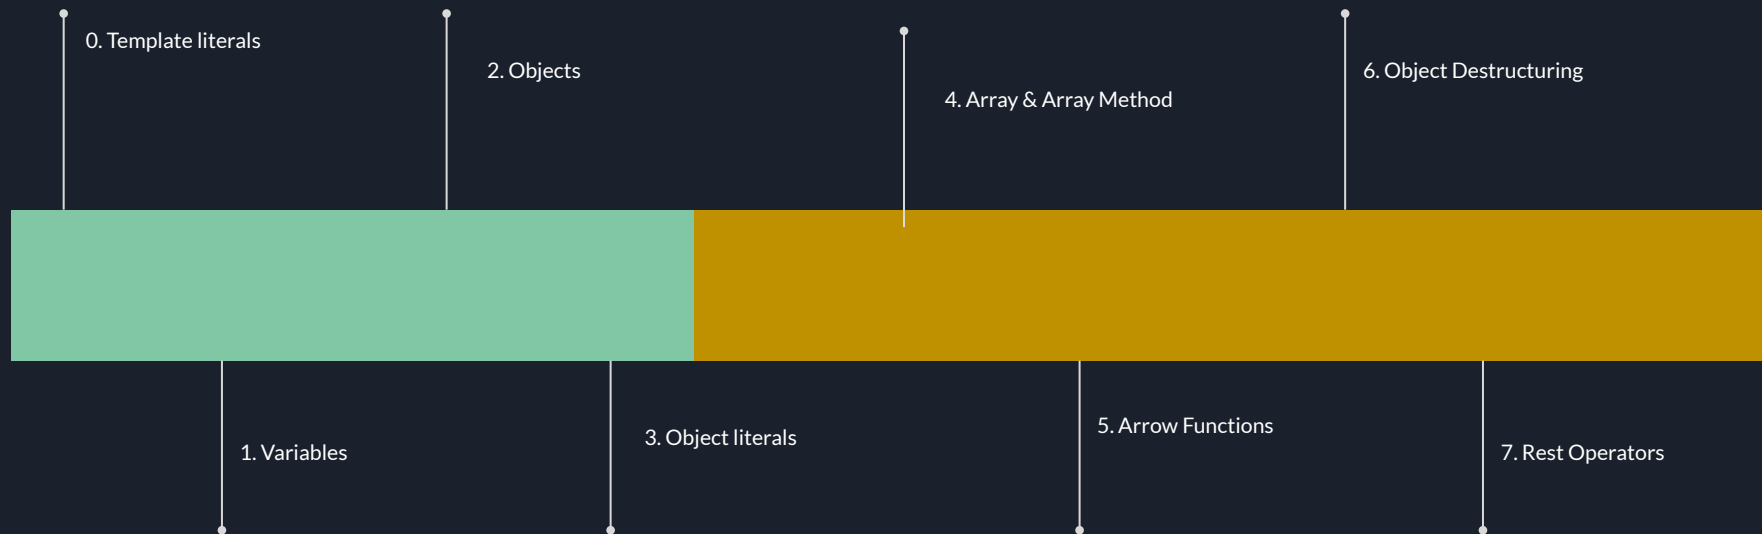 0. Template literals
2. Objects
4. Array & Array Method
6. Object Destructuring
1. Variables
3. Object literals
5. Arrow Functions
7. Rest Operators